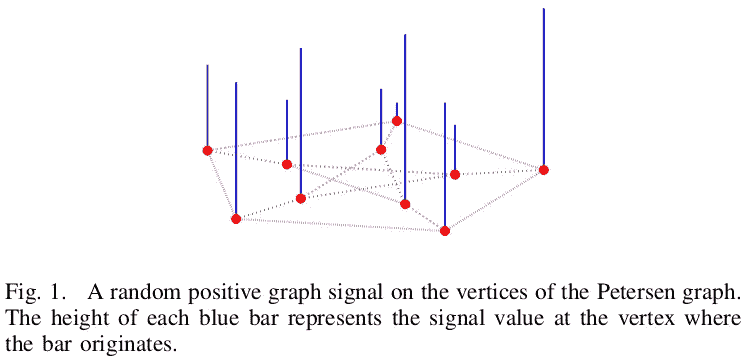 Fig. 1. A random positive graph signal on the vertices of the Petersen graph.
The height of each blue bar represents the signal value at the vertex where
the bar originates.